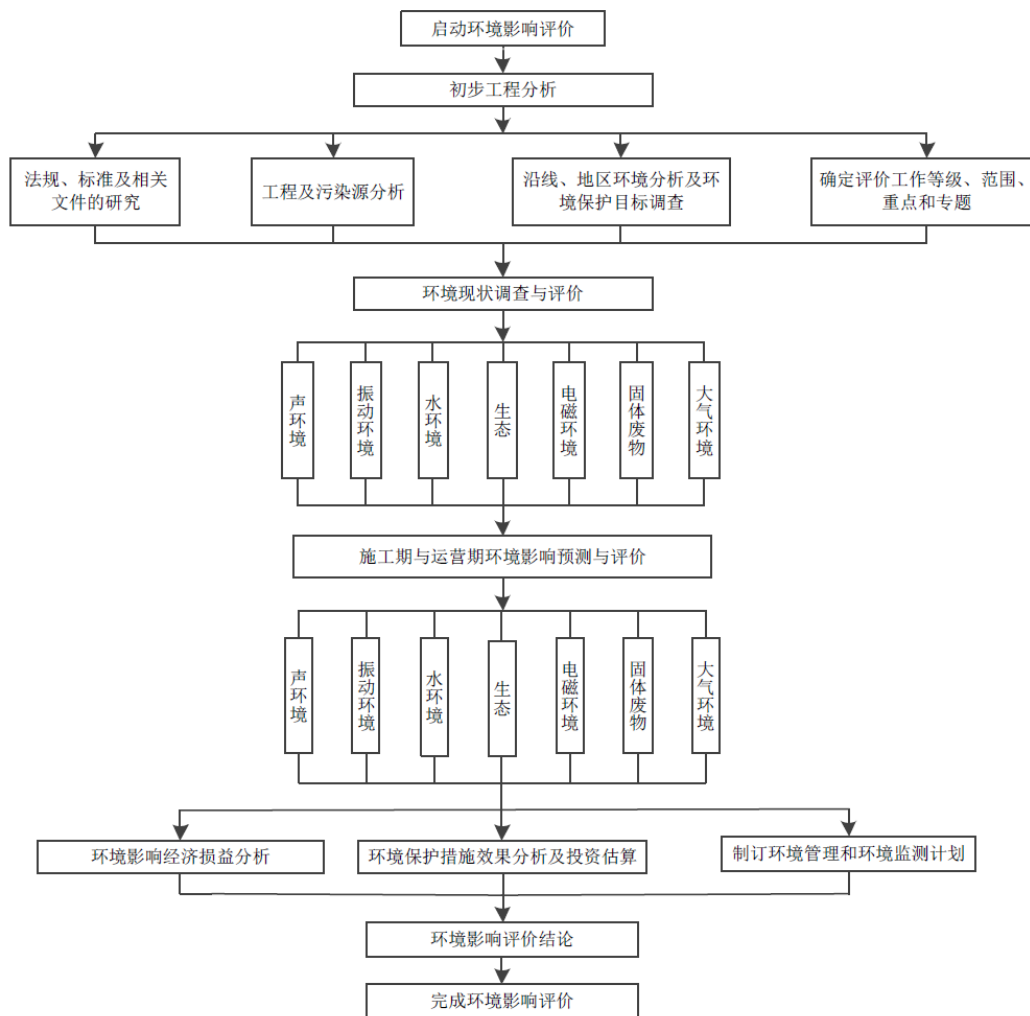 启动环境影响评价
初步工程分析
法规、标准及相关
文件的研究
工程及污染源分析
沿线、地区环境分析及环
境保护目标调查
确定评价工作等级、范围、
重点和专题
环境现状调查与评价
声环境
振动环境
水环境
生态
电磁环境
固体废物
大气环境
施工期与运营期环境影响预测与评价
声环境
振动环境
水环境
生态
电磁环境
固体废物
大气环境
环境影响经济损益分析
环境保护措施效果分析及投资估算
制订环境管理和环境监测计划
环境影响评价结论
完成环境影响评价